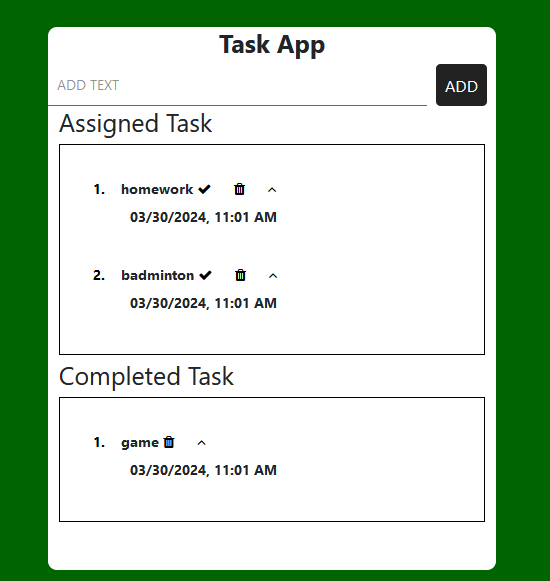 Task App
ADD TEXT
ADD
Assigned Task
1. homework
03/30/2024, 11:01 AM
2. badminton
03/30/2024, 11:01 AM
Completed Task
1. game
03/30/2024, 11:01 AM